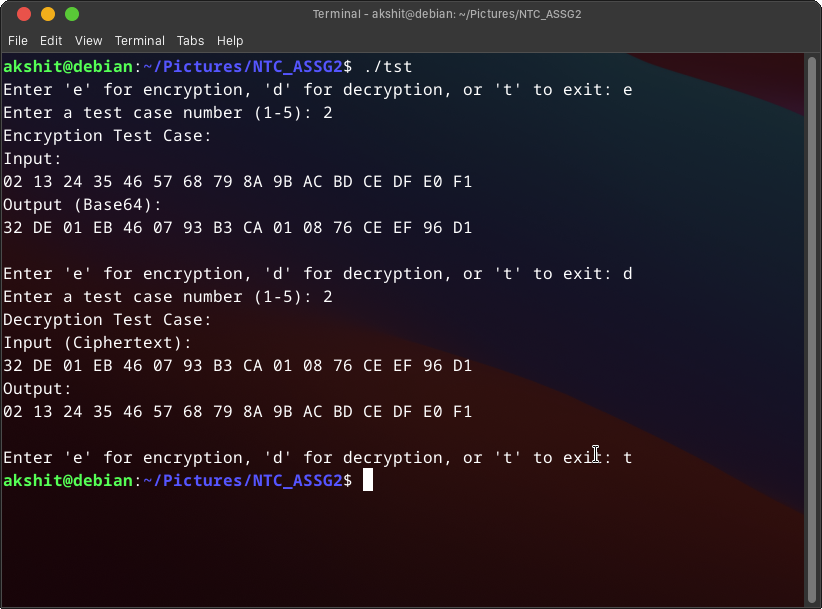 Terminal - akshit@debian: ~/Pictures/NTC_ASSG2
File Edit View Terminal Tabs Help
akshit@debian:~/Pictures/NTC_ASSG2$ ./tst
Enter 'e' for encryption, 'd' for decryption, or 't' to exit: e
Enter a test case number (1-5): 2
Encryption Test Case:
Input:
02 13 24 35 46 57 68 79 8A 9B AC BD CE DF E0 F1
Output (Base64):
32 DE 01 EB 46 07 93 B3 CA 01 08 76 CE EF 96 D1
Enter 'e' for encryption, 'd' for decryption, or 't' to exit: d
Enter a test case number (1-5): 2
Decryption Test Case:
Input (Ciphertext):
32 DE 01 EB 46 07 93 B3 CA 01 08 76 CE EF 96 D1
Output:
02 13 24 35 46 57 68 79 8A 9B AC BD CE DF E0 F1
Enter 'e' for encryption, 'd' for decryption, or 't' to exit: t
akshit@debian:~/Pictures/NTC_ASSG2$